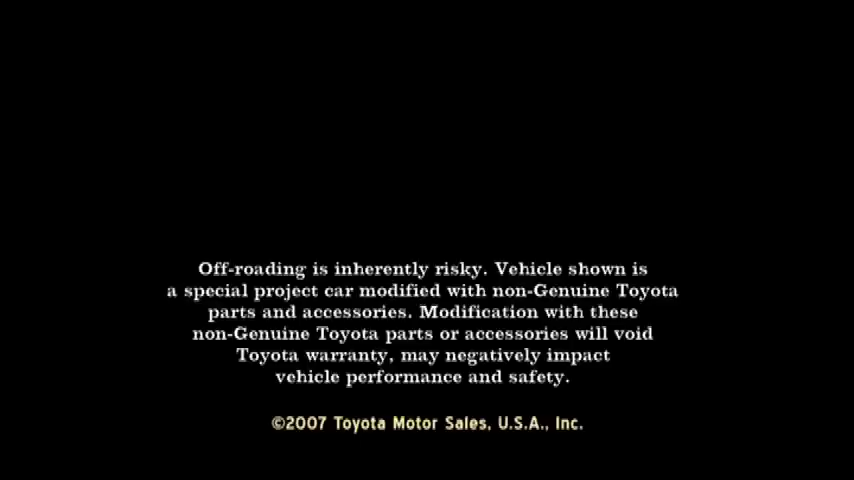 Off-roading is inherently risky. Vehicle shown is
a special project car modified with non-Genuine Toyota
parts and accessories. Modification with these
non-Genuine Toyota parts or accessories will void
Toyota warranty, may negatively impact
vehicle performance and safety.
©2007 Toyota Motor Sales, U.S.A., Inc.